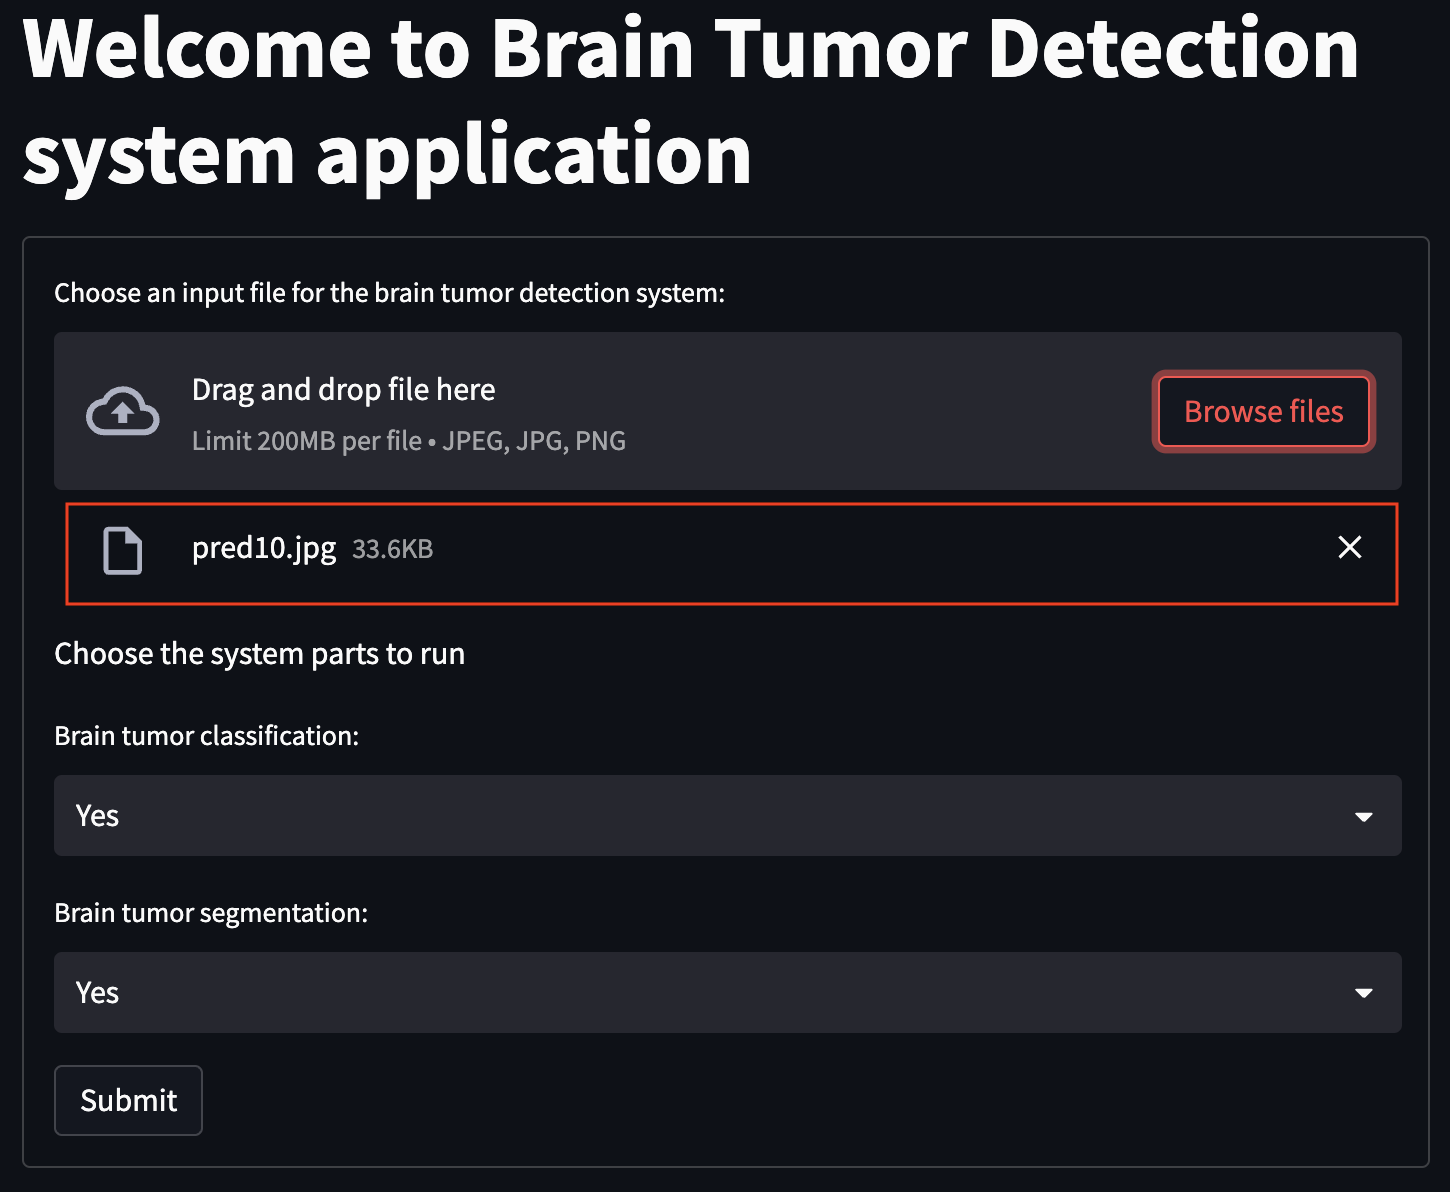 Welcome to Brain Tumor Detection
system application
Choose an input file for the brain tumor detection system:
Drag and drop file here
Limit 200MB per file • JPEG, JPG, PNG
Browse files
pred10.jpg 33.6KB
Choose the system parts to run
Brain tumor classification:
Yes
Brain tumor segmentation:
Yes
Submit